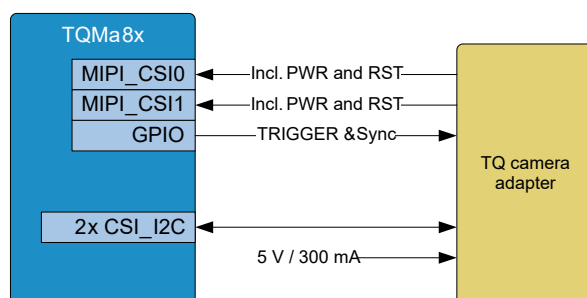 TQMa8x
MIPI_CSI0
Incl. PWR and RST
MIPI_CSI1
Incl. PWR and RST
GPIO
TRIGGER &Sync
TQ camera
adapter
2x CSI_I2C
5 V / 300 mA